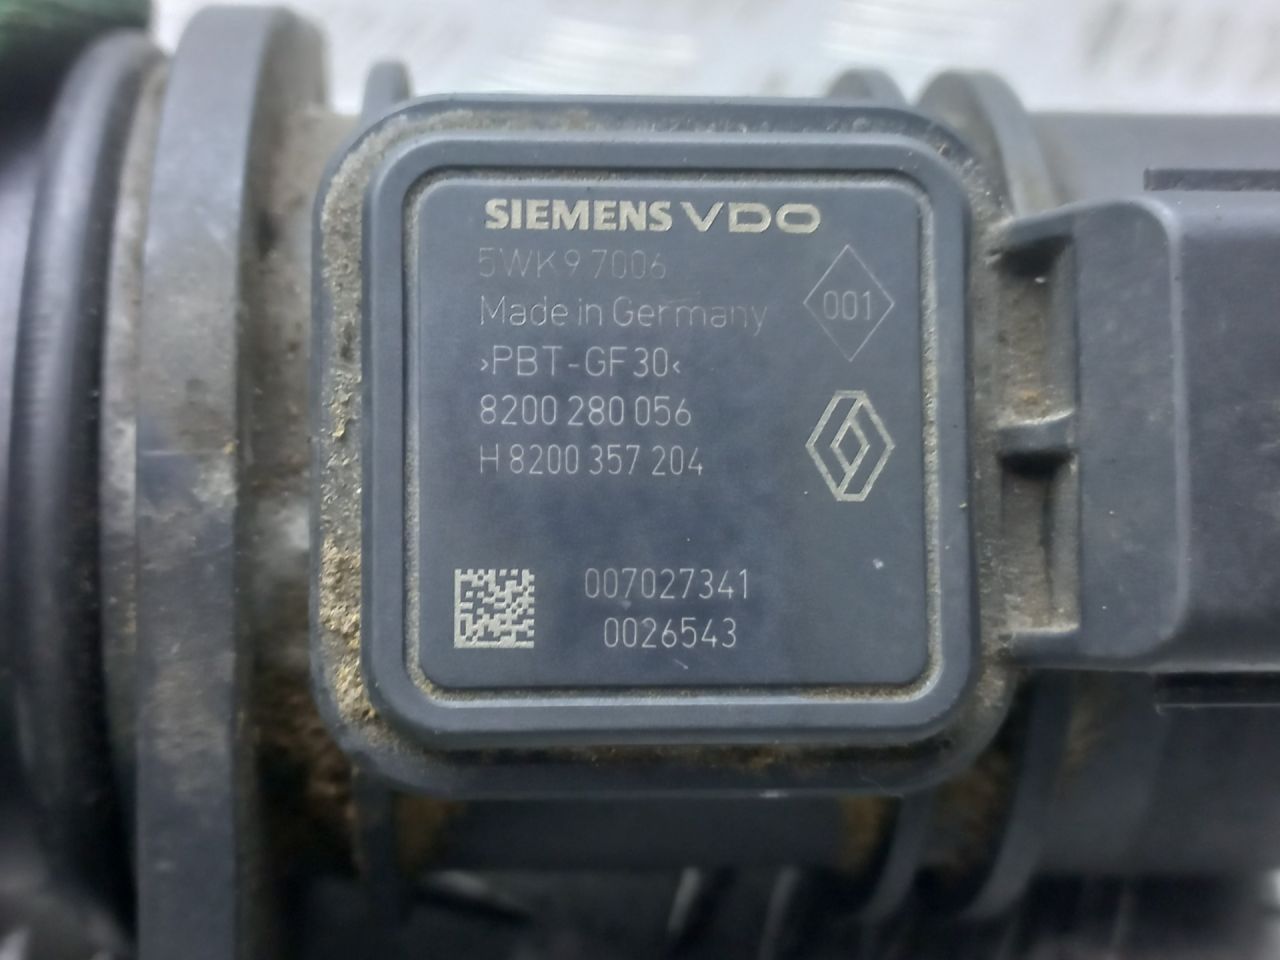 SIEMENS VDO
5WK9 7006
Made in Germany
001
>PBT-GF30<
8200 280 056
H 8200 357 204
007027341
0026543